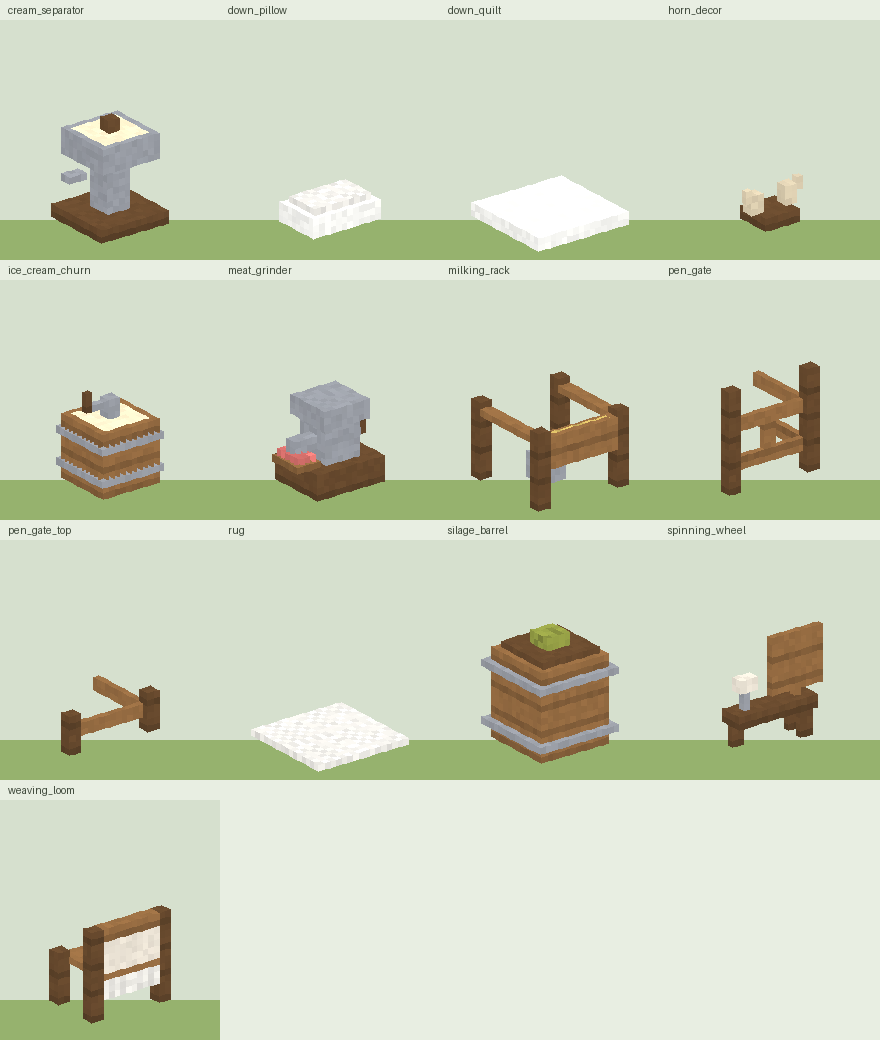 cream_separator
down_pillow
down_quilt
horn_decor
ice_cream_churn
meat_grinder
milking_rack
pen_gate
pen_gate_top
rug
silage_barrel
spinning_wheel
weaving_loom